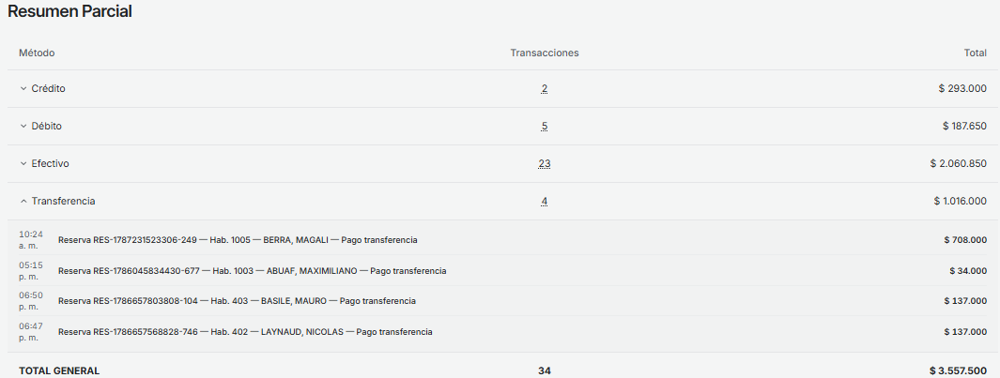 Resumen Parcial
Método Transacciones Total
Crédito 2 $ 293.000
Débito 5 $ 187.650
Efectivo 23 $ 2.060.850
Transferencia 4 $ 1.016.000
10:24 a. m. Reserva RES-1787231523306-249 — Hab. 1005 — BERRA, MAGALI — Pago transferencia $ 708.000
05:15 p. m. Reserva RES-1786045834430-677 — Hab. 1003 — ABUAF, MAXIMILIANO — Pago transferencia $ 34.000
06:50 p. m. Reserva RES-1786657803808-104 — Hab. 403 — BASILE, MAURO — Pago transferencia $ 137.000
06:47 p. m. Reserva RES-1786657568828-746 — Hab. 402 — LAYNAUD, NICOLAS — Pago transferencia $ 137.000
TOTAL GENERAL 34 $ 3.557.500